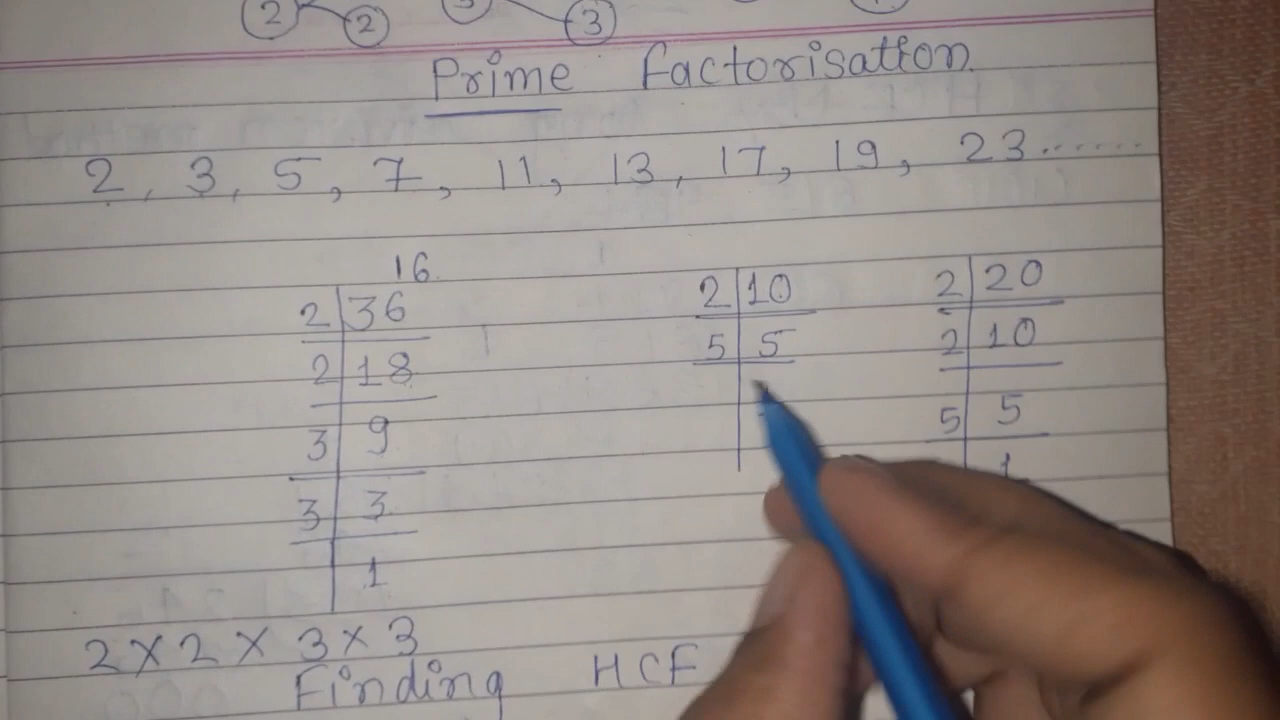 2 2 3 3
Prime Factorisation
2, 3, 5, 7, 11, 13, 17, 19, 23......
16
2 36
2 18
3 9
3 3
1
2 10
5 5
2 20
2 10
5 5
1
2 × 2 × 3 × 3
Finding HCF